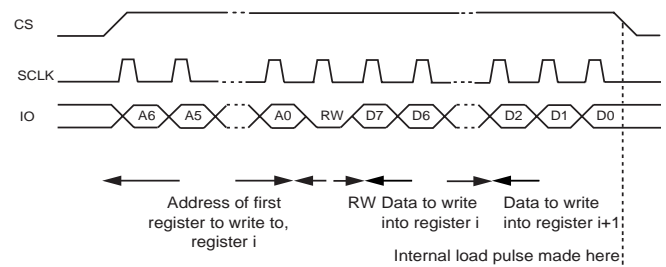 CS
SCLK
IO A6 A5 A0 RW D7 D6 D2 D1 D0
Address of first RW Data to write Data to write
register to write to, into register i into register i+1
register i
Internal load pulse made here